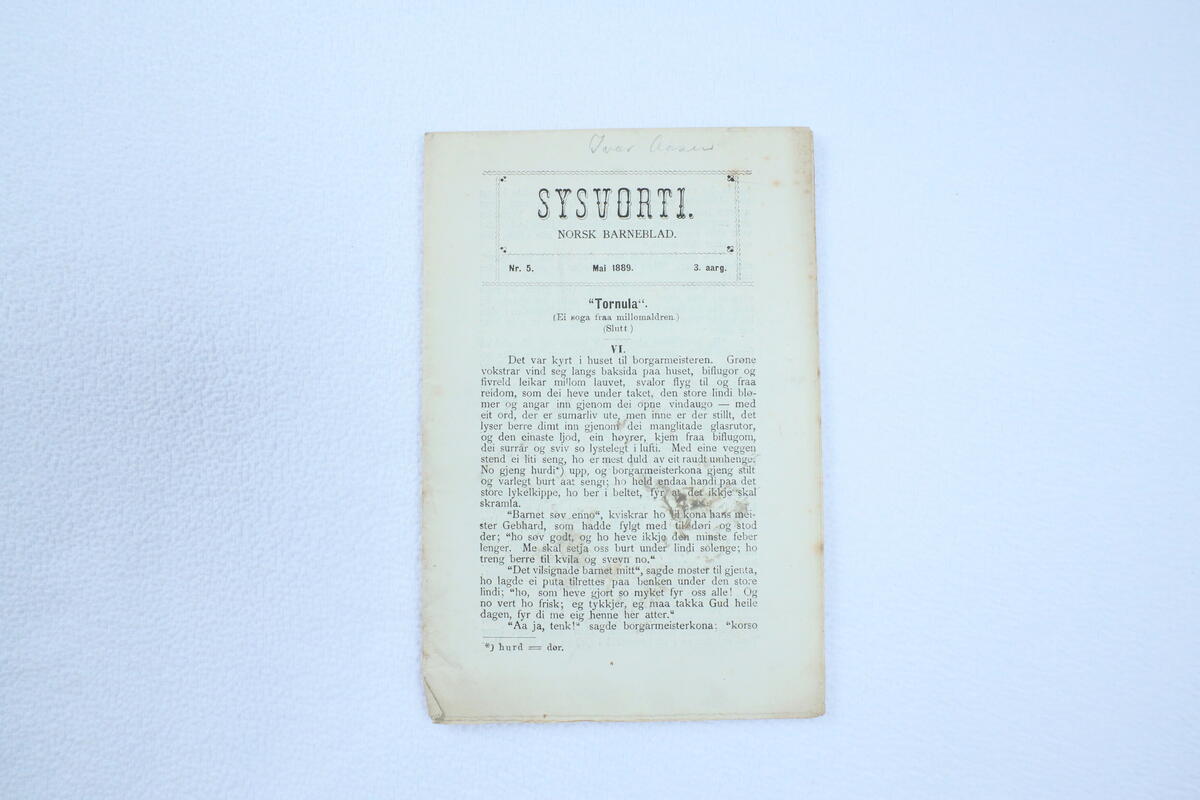 Ivar Aasen
SYSVORTI.
NORSK BARNEBLAD.
Nr. 5. Mai 1889. 3. aarg.
“Tornula“.
(Ei soga fraa millomaldren.)
(Slutt.)
VI.
Det var kyrt i huset til borgarmeisteren. Grøne
vokstrar vind seg langs baksida paa huset, biflugor og
fivreld leikar millom lauvet, svalor flyg til og fraa
reidom, som dei heve under taket, den store lindi blø-
mer og angar inn gjenom dei opne vindaugo — med
eit ord, der er sumarliv ute, men inne er der stillt, det
lyser berre dimt inn gjenom dei manglitade glasrutor,
og den einaste ljod, ein høyrer, kjem fraa biflugom,
dei surrar og sviv so lystelegt i lufti. Med eine veggen
stend ei liti seng, ho er mest duld av eit raudt umhenge.
No gjeng hurdi*) upp, og borgarmeisterkona gjeng stilt
og varlegt burt aat sengi; ho held endaa handi paa det
store lykelkippe, ho ber i beltet, fyr at det ikkje skal
skramla.
“Barnet søv enno“, kviskrar ho til kona hans mei-
ster Gebhard, som hadde fylgt med til døri og stod
der; “ho søv godt, og ho heve ikkje den minste feber
lenger. Me skal setja oss burt under lindi solenge; ho
treng berre til kvila og svevn no.“
“Det vilsignade barnet mitt“, sagde moster til gjenta,
ho lagde ei puta tilrettes paa benken under den store
lindi; “ho, som heve gjort so myket fyr oss alle! Og
no vert ho frisk; eg tykkjer, eg maa takka Gud heile
dagen, fyr di me eig henne her atter.“
“Aa ja, tenk!“ sagde borgarmeisterkona; “korso
*) hurd = dør.